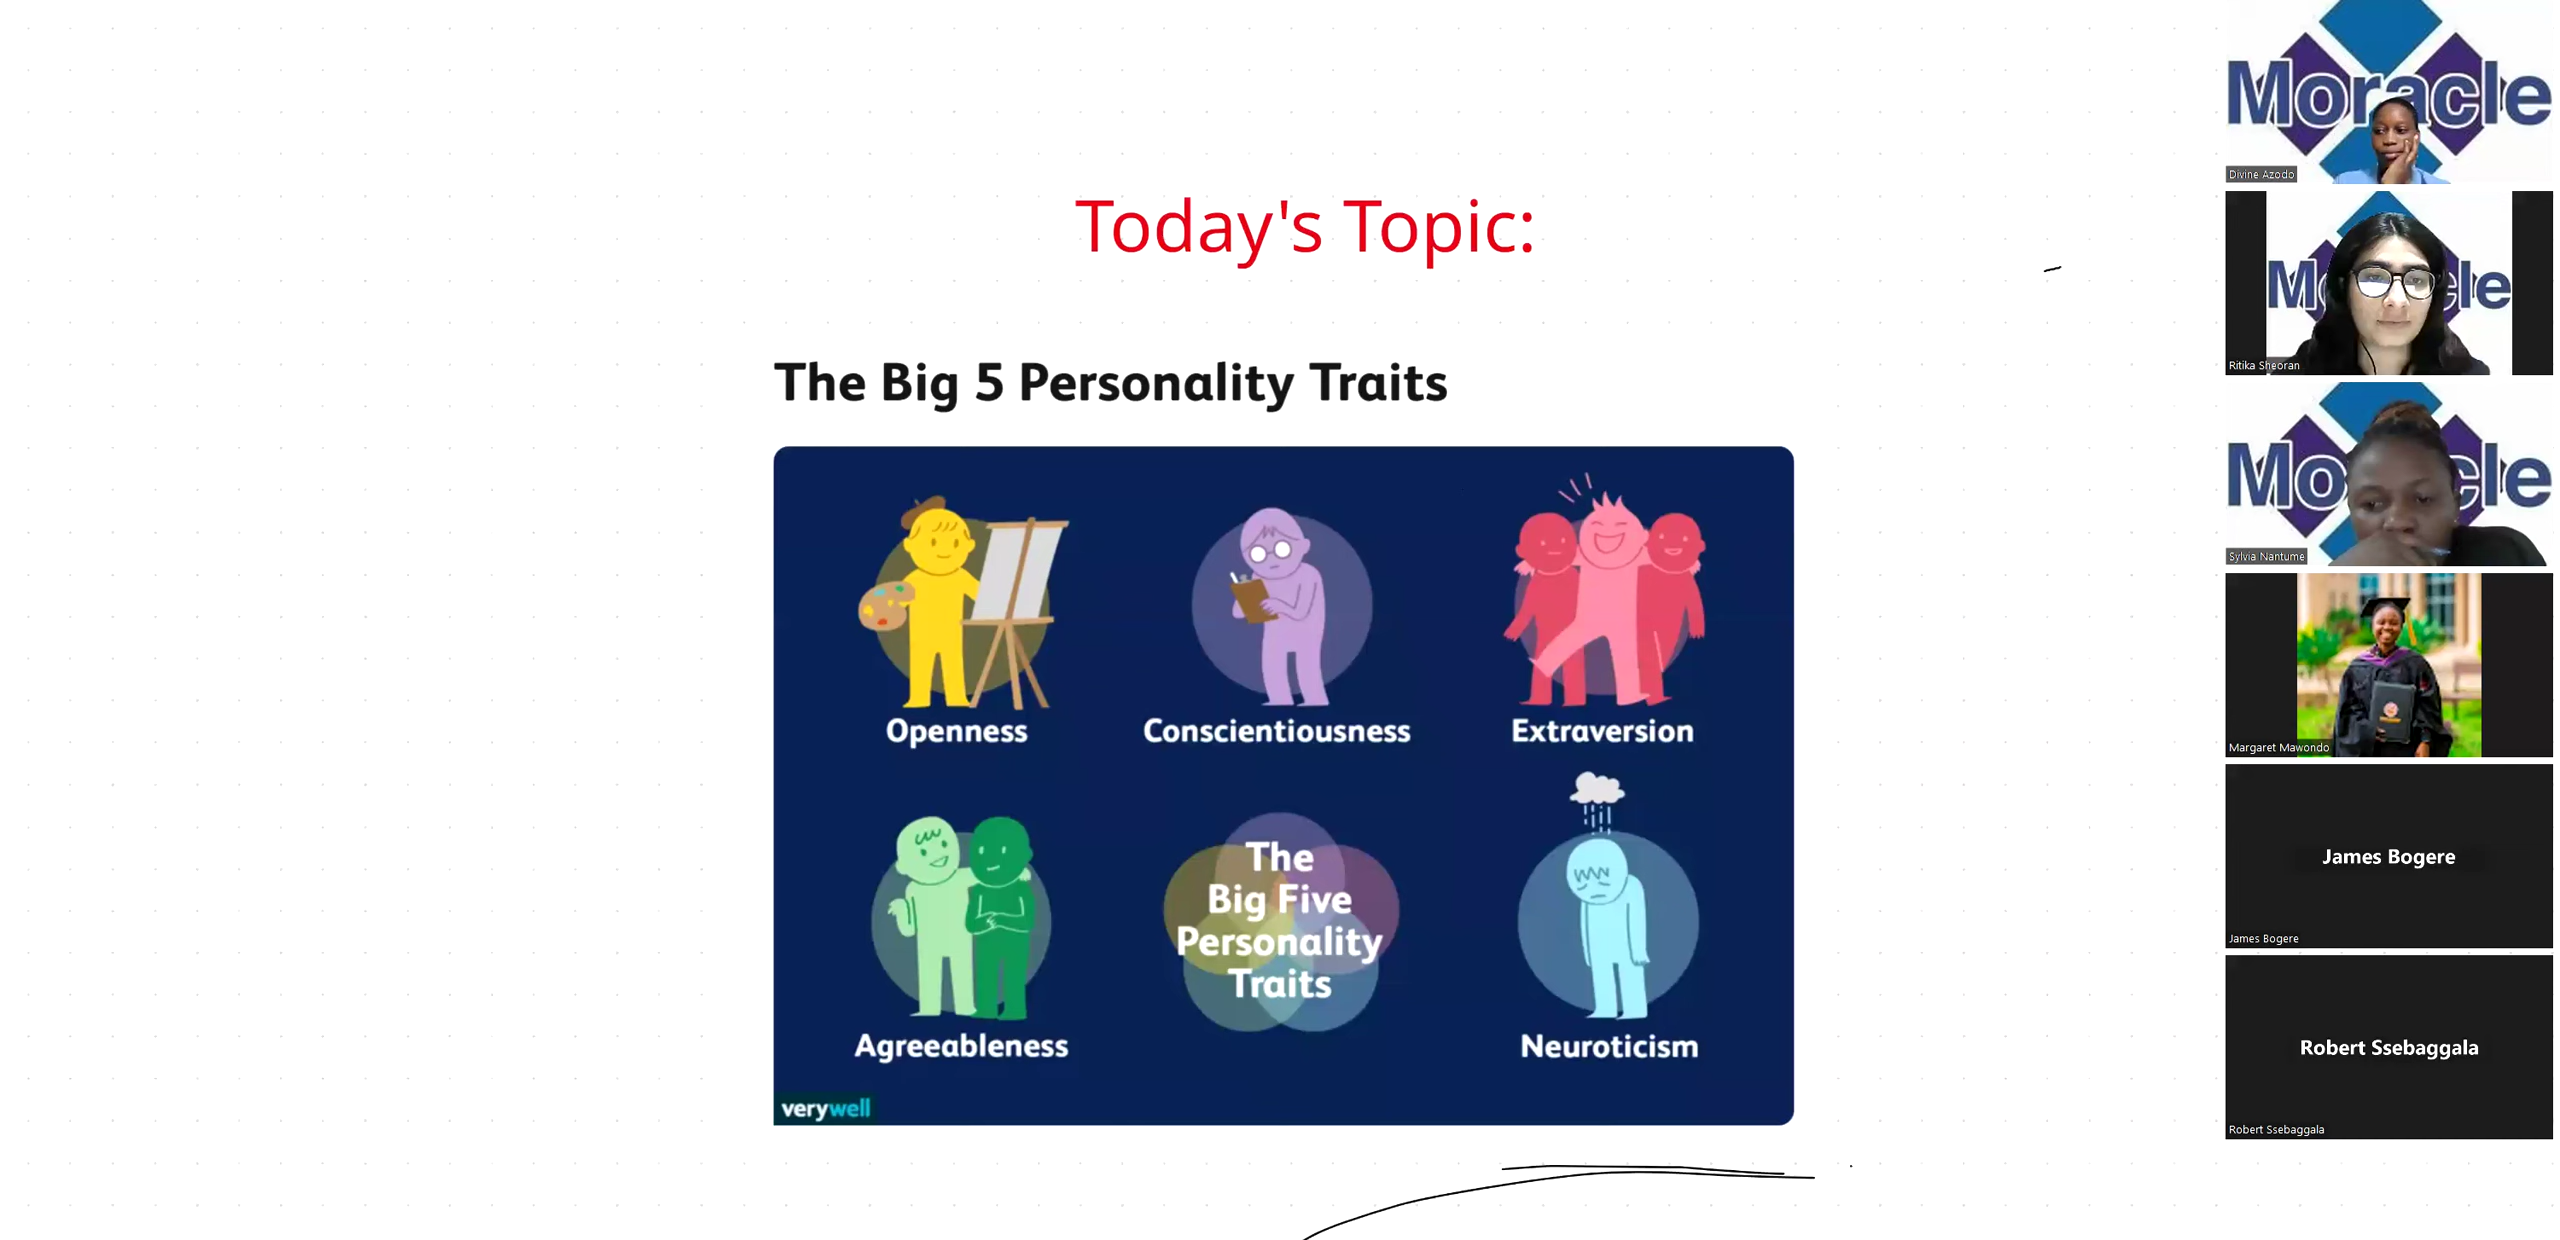 Today's Topic:
The Big 5 Personality Traits
Openness
Conscientiousness
Extraversion
Agreeableness
The
Big Five
Personality
Traits
Neuroticism
verywell
Moracle
Divine Azodo
Ritika Sheoran
Sylvia Nantume
Margaret Mawondo
James Bogere
James Bogere
Robert Ssebaggala
Robert Ssebaggala